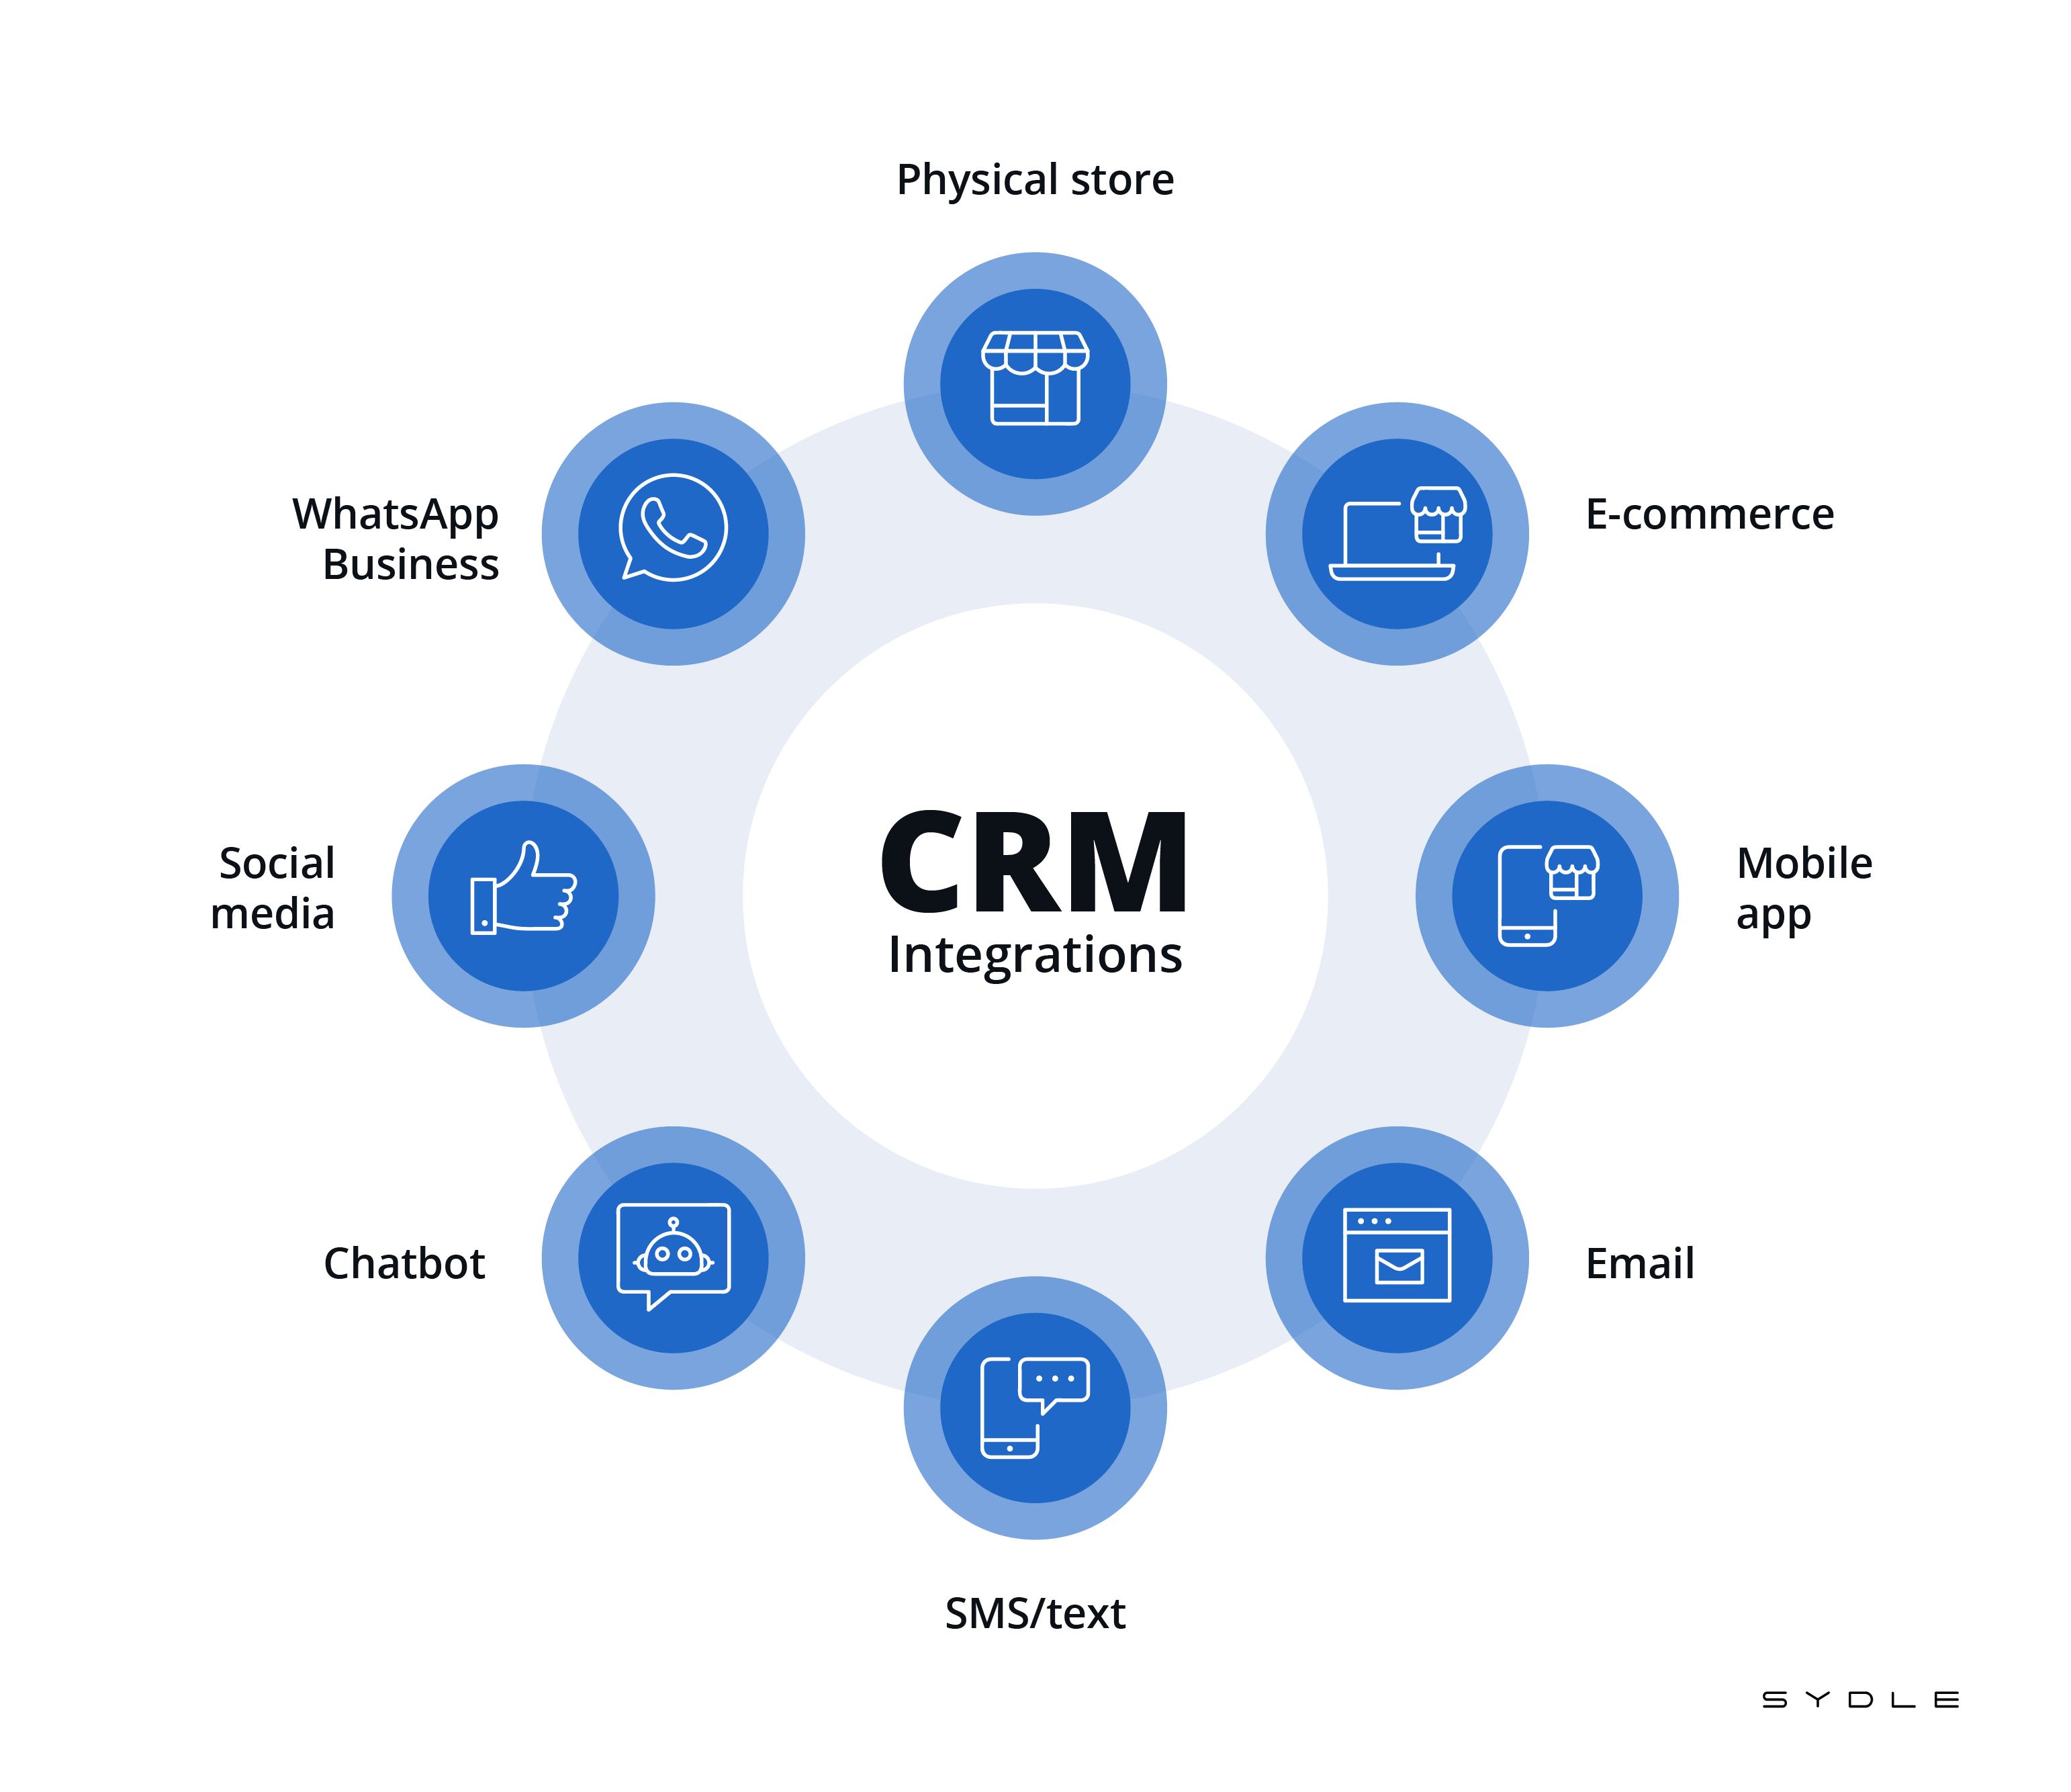 Physical store
WhatsApp
Business
E-commerce
Social
media
CRM
Integrations
Mobile
app
Chatbot
Email
SMS/text
SYDLE